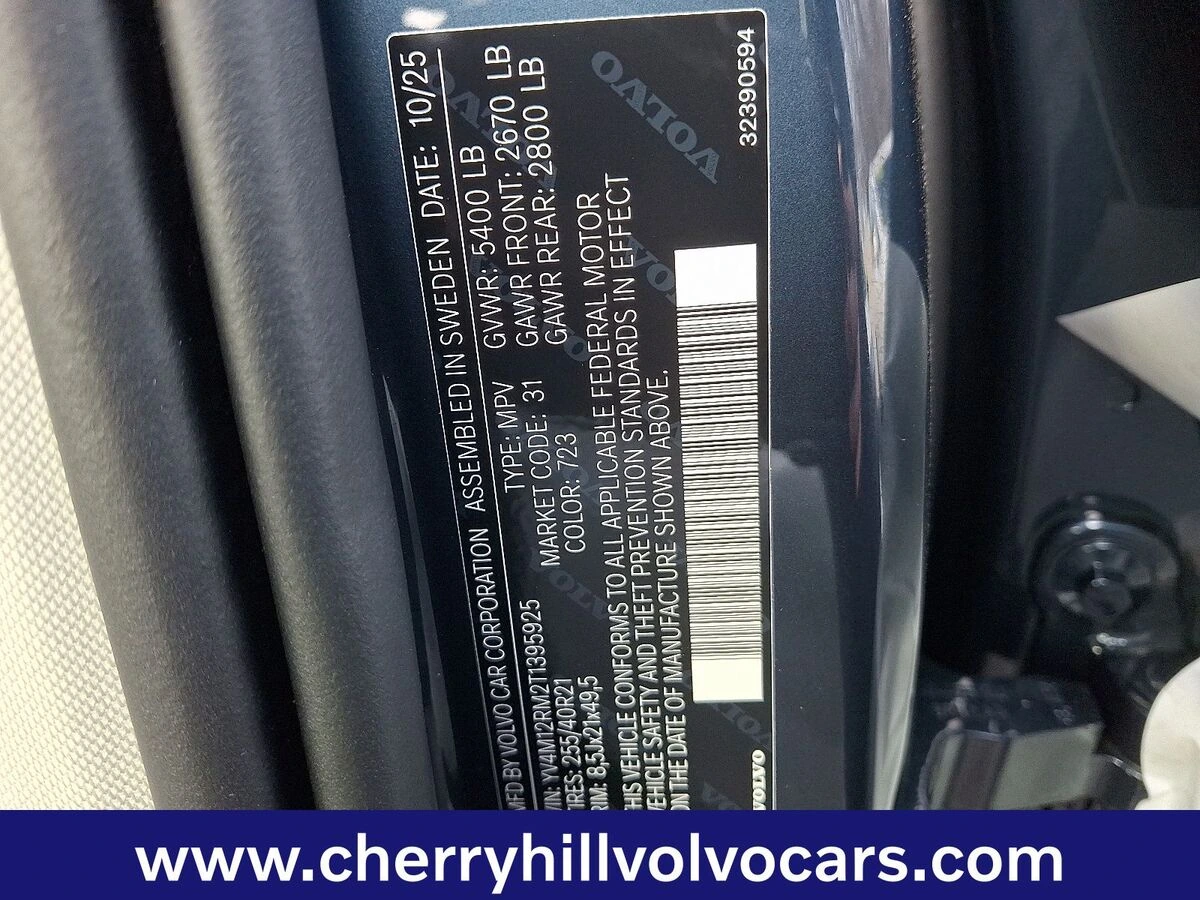 MFD BY VOLVO CAR CORPORATION ASSEMBLED IN SWEDEN DATE: 10/25
VIN: YV4M12RM2T1395925 TYPE: MPV GVWR: 5400 LB
TIRES: 255/40R21 MARKET CODE: 31 GAWR FRONT: 2670 LB
RIM: 8,5Jx21x49,5 COLOR: 723 GAWR REAR: 2800 LB
THIS VEHICLE CONFORMS TO ALL APPLICABLE FEDERAL MOTOR
VEHICLE SAFETY AND THEFT PREVENTION STANDARDS IN EFFECT
ON THE DATE OF MANUFACTURE SHOWN ABOVE.
VOLVO
32390594
www.cherryhillvolvocars.com